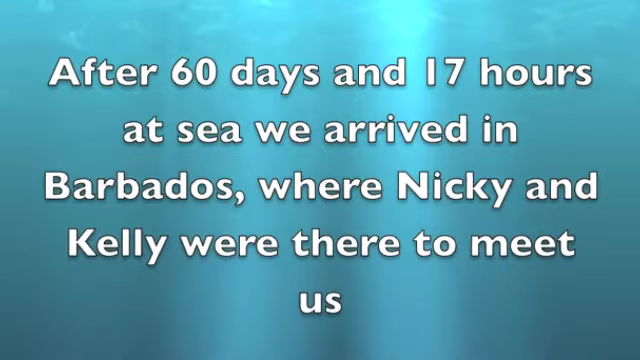 After 60 days and 17 hours
at sea we arrived in
Barbados, where Nicky and
Kelly were there to meet
us